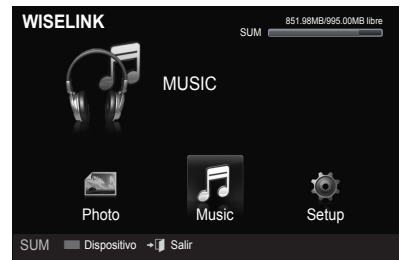 WISELINK
851.98MB/995.00MB libre
SUM
MUSIC
Photo Music Setup
SUM Dispositivo Salir